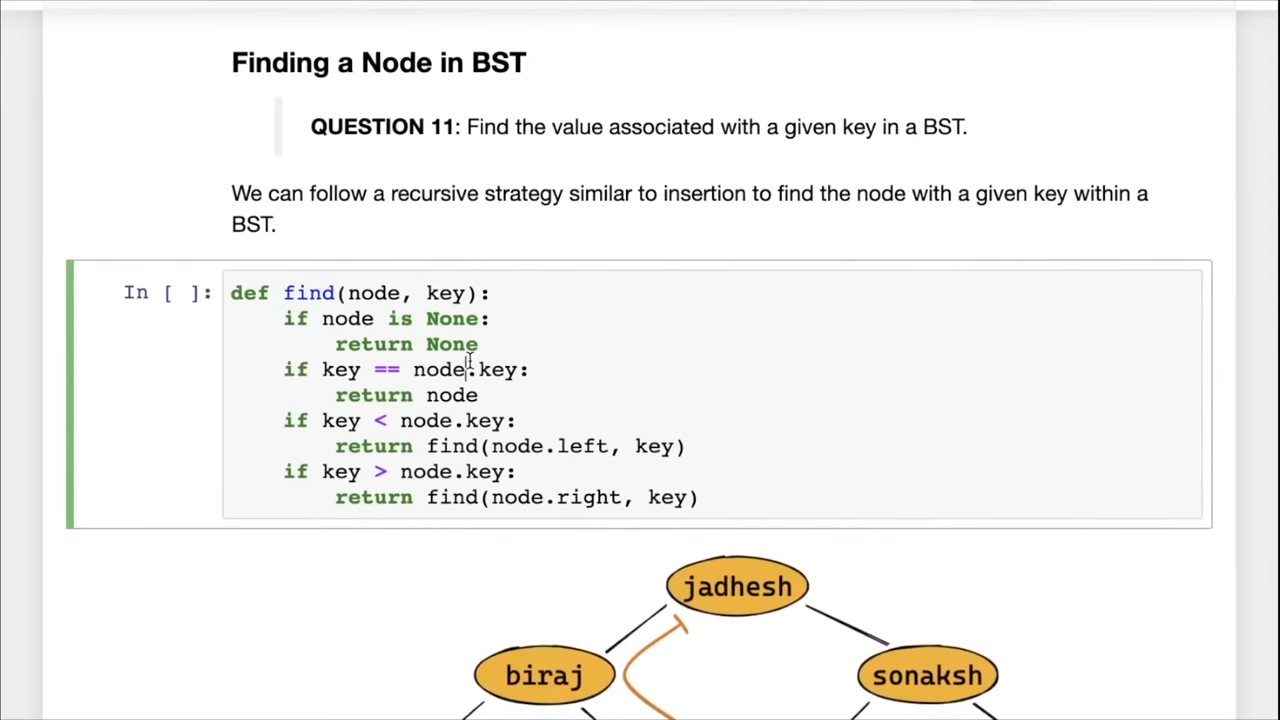 Finding a Node in BST
QUESTION 11: Find the value associated with a given key in a BST.
We can follow a recursive strategy similar to insertion to find the node with a given key within a
BST.
In [ ]:
def find(node, key):
    if node is None:
        return None
    if key == node.key:
        return node
    if key < node.key:
        return find(node.left, key)
    if key > node.key:
        return find(node.right, key)
jadhesh
biraj
sonaksh